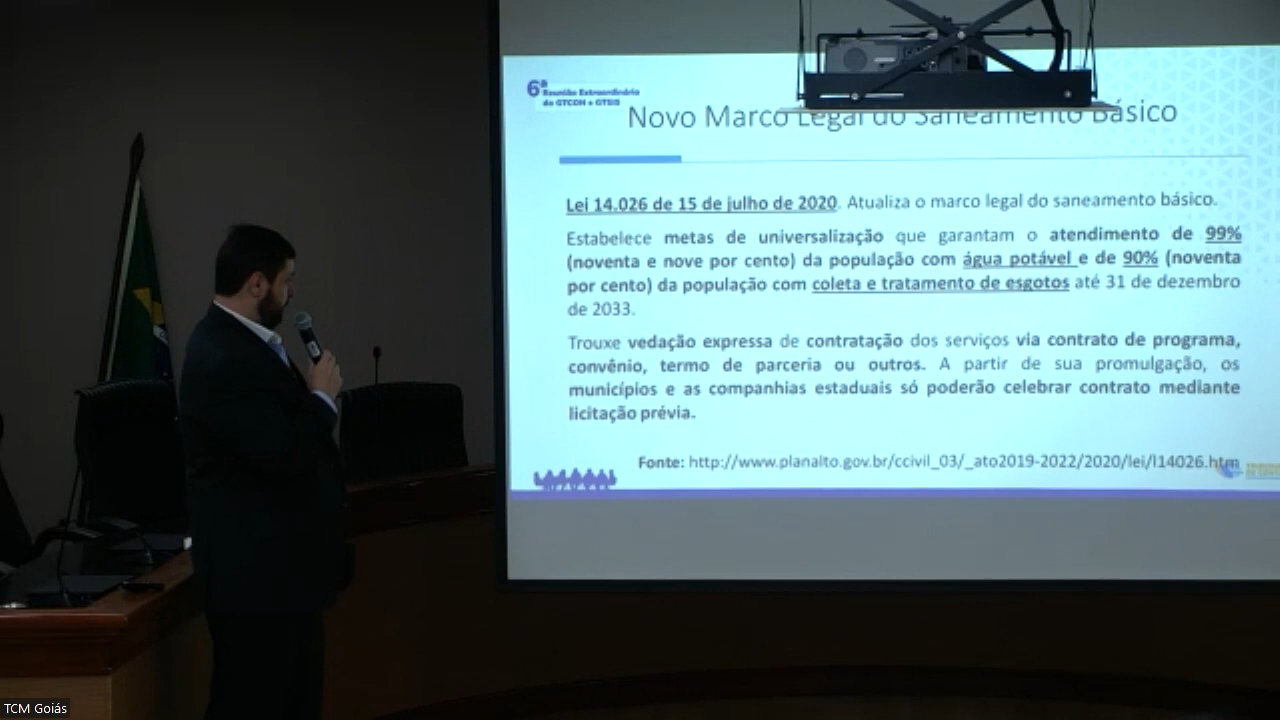 6ª Reunião Extraordinária
da GTCON e GTSIS
Novo Marco Legal do Saneamento Básico
Lei 14.026 de 15 de julho de 2020. Atualiza o marco legal do saneamento básico.
Estabelece metas de universalização que garantam o atendimento de 99%
(noventa e nove por cento) da população com água potável e de 90% (noventa
por cento) da população com coleta e tratamento de esgotos até 31 de dezembro
de 2033.
Trouxe vedação expressa de contratação dos serviços via contrato de programa,
convênio, termo de parceria ou outros. A partir de sua promulgação, os
municípios e as companhias estaduais só poderão celebrar contrato mediante
licitação prévia.
Fonte: http://www.planalto.gov.br/ccivil_03/_ato2019-2022/2020/lei/l14026.htm
TCM Goiás